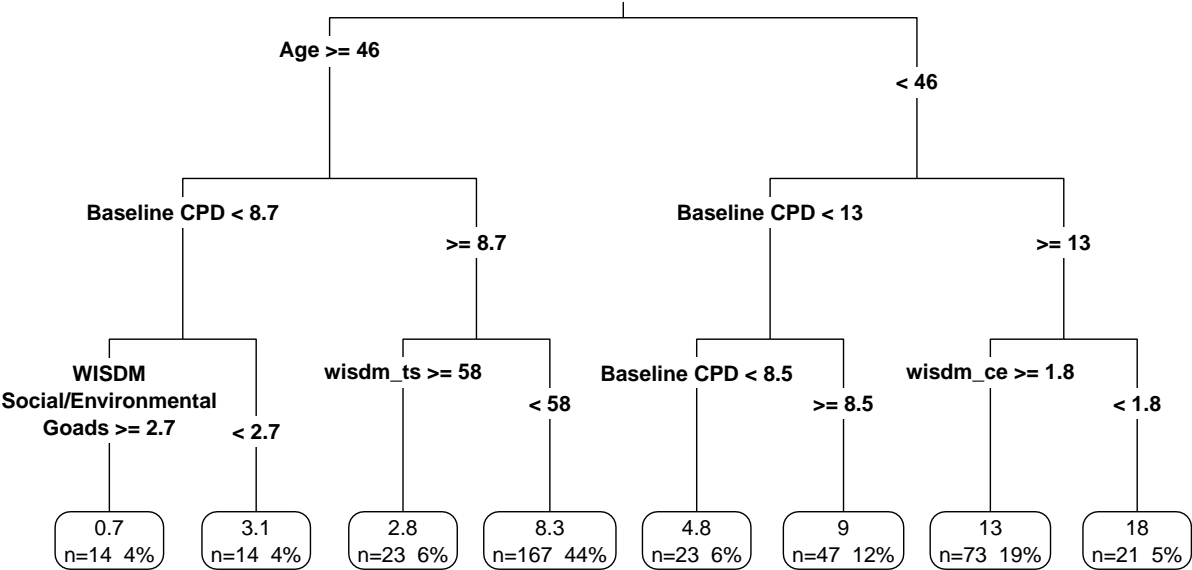 Age >= 46
< 46
Baseline CPD < 8.7
>= 8.7
Baseline CPD < 13
>= 13
WISDM
Social/Environmental
Goads >= 2.7
< 2.7
wisdm_ts >= 58
< 58
Baseline CPD < 8.5
>= 8.5
wisdm_ce >= 1.8
< 1.8
0.7
n=14 4%
3.1
n=14 4%
2.8
n=23 6%
8.3
n=167 44%
4.8
n=23 6%
9
n=47 12%
13
n=73 19%
18
n=21 5%